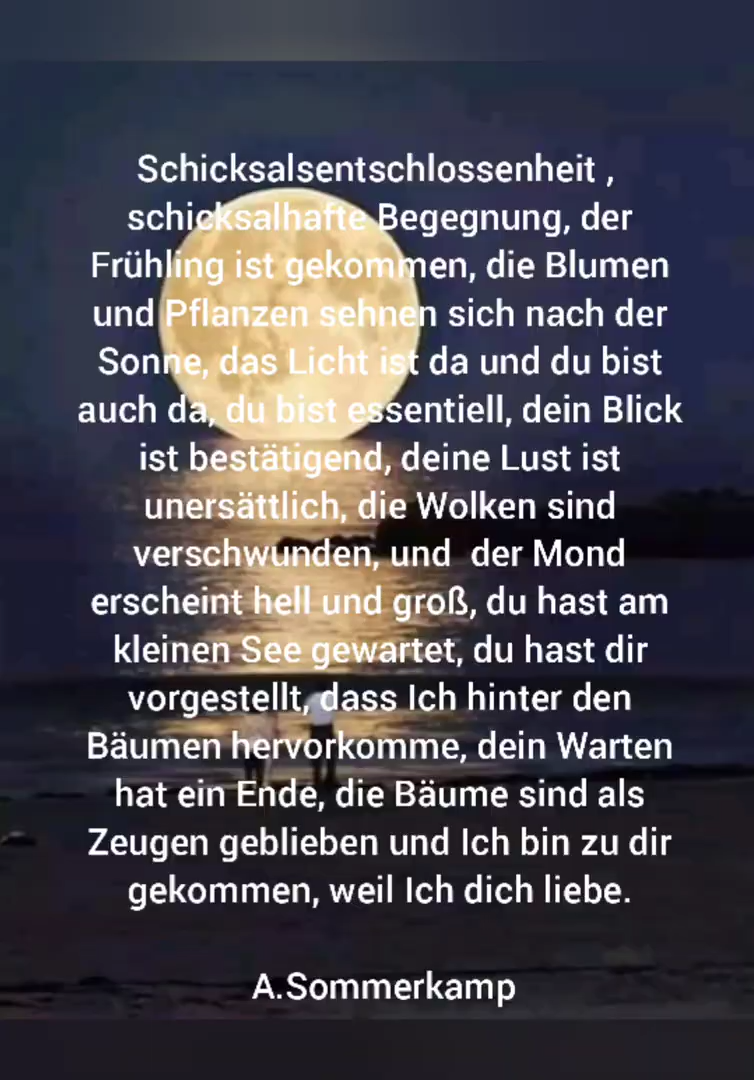 Schicksalsentschlossenheit ,
schicksalhafte Begegnung, der
Frühling ist gekommen, die Blumen
und Pflanzen sehnen sich nach der
Sonne, das Licht ist da und du bist
auch da, du bist essentiell, dein Blick
ist bestätigend, deine Lust ist
unersättlich, die Wolken sind
verschwunden, und  der Mond
erscheint hell und groß, du hast am
kleinen See gewartet, du hast dir
vorgestellt, dass Ich hinter den
Bäumen hervorkomme, dein Warten
hat ein Ende, die Bäume sind als
Zeugen geblieben und Ich bin zu dir
gekommen, weil Ich dich liebe.
A.Sommerkamp